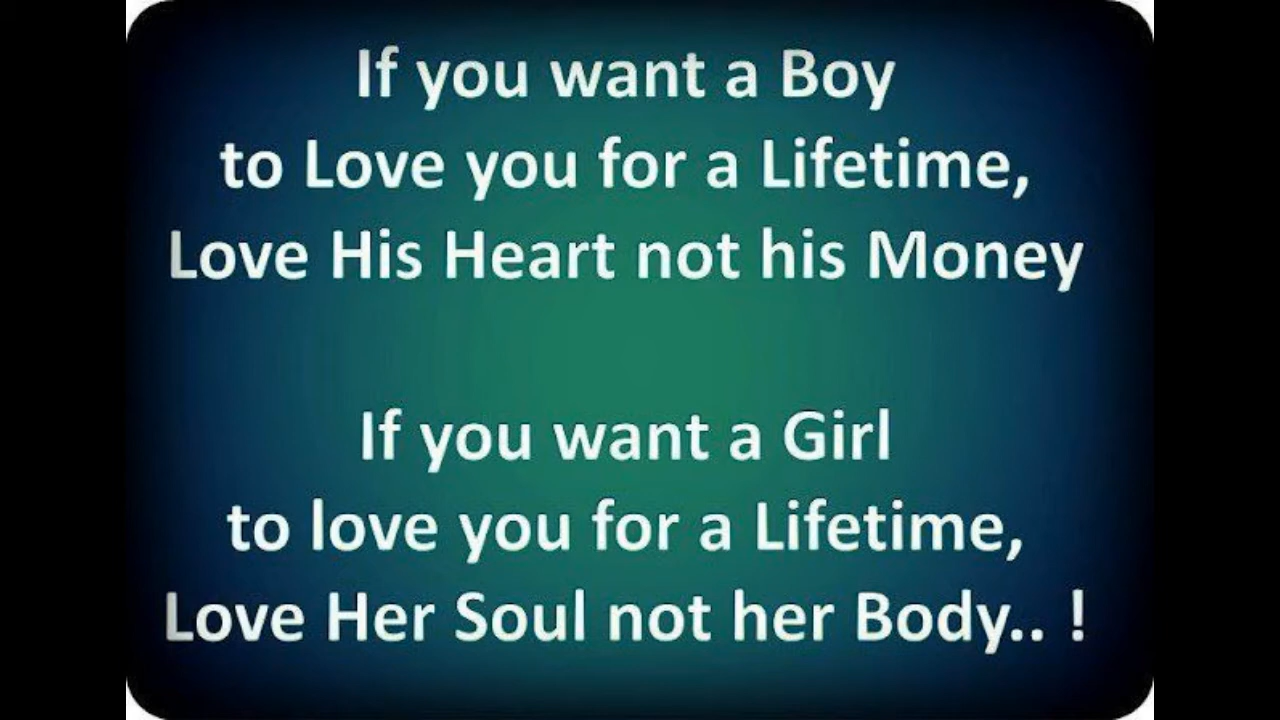 If you want a Boy
to Love you for a Lifetime,
Love His Heart not his Money
If you want a Girl
to love you for a Lifetime,
Love Her Soul not her Body.. !